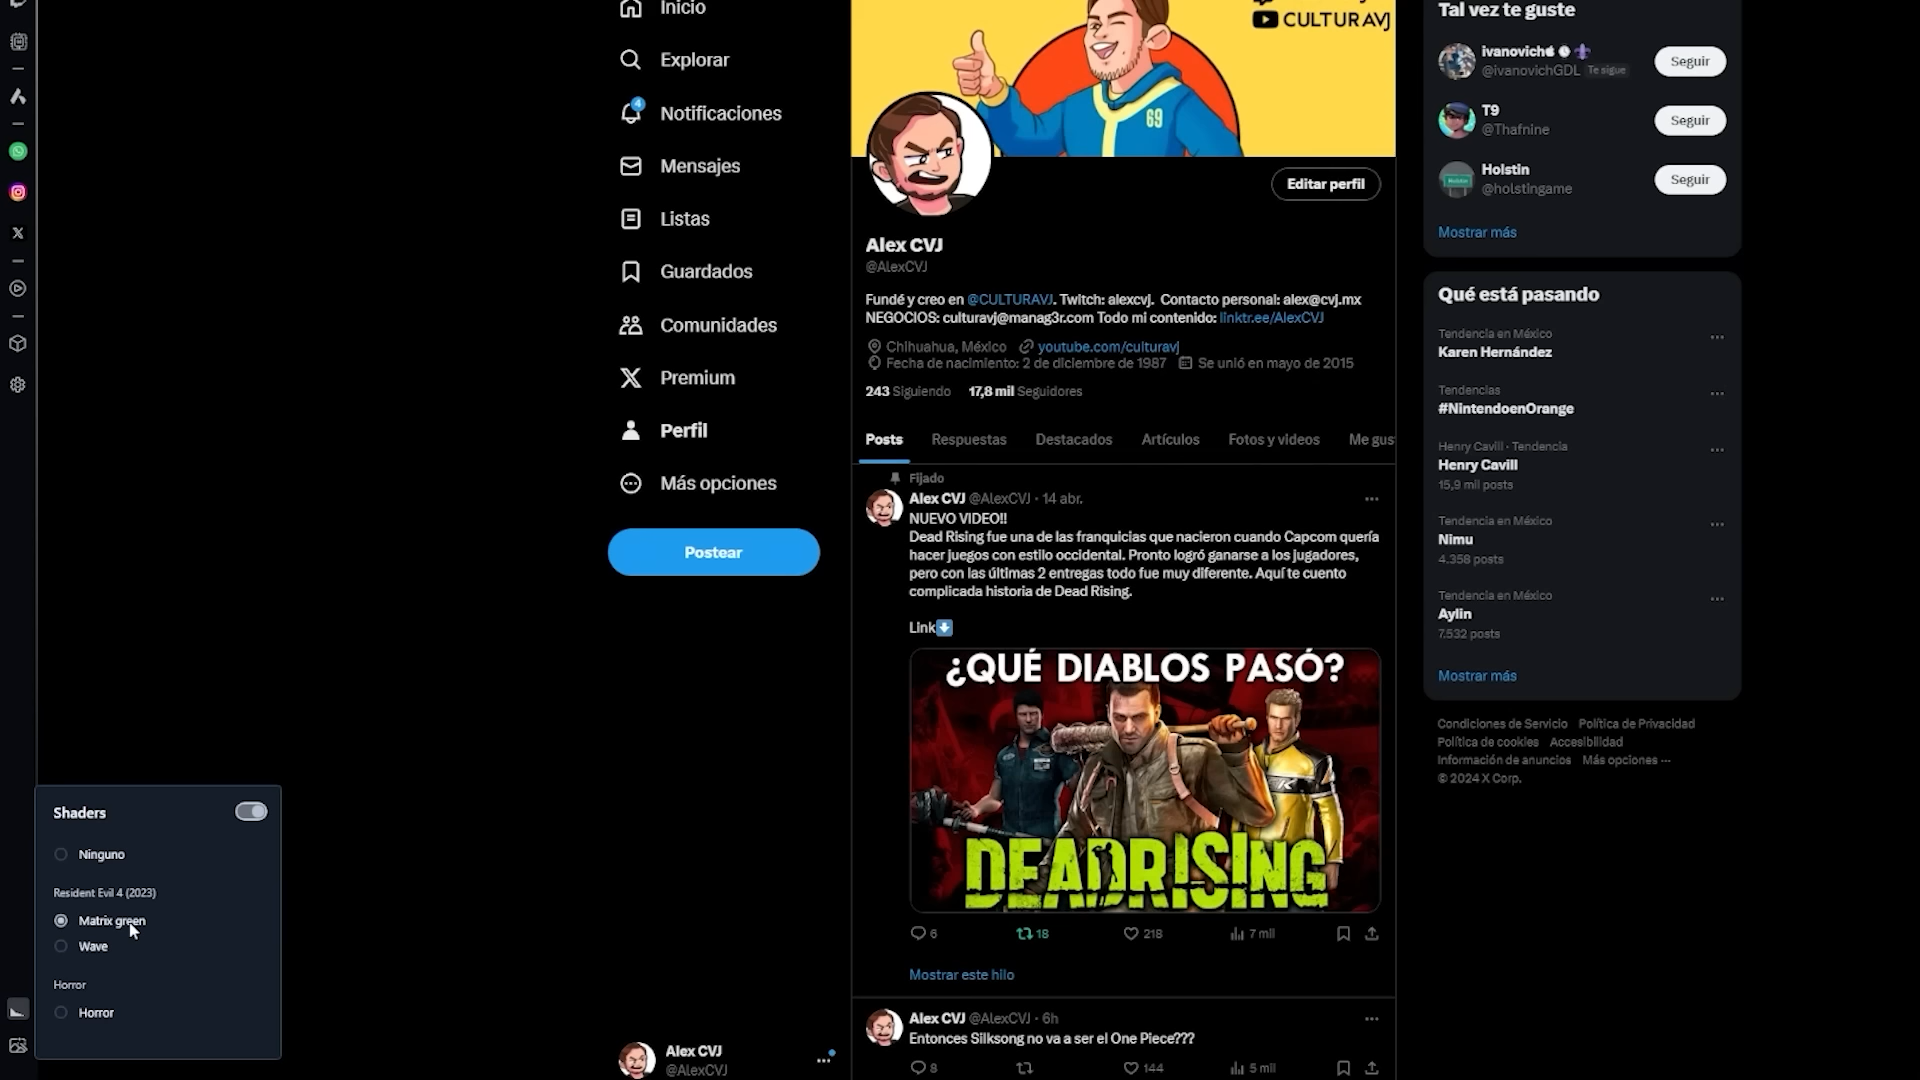 Inicio
Explorar
4
Notificaciones
Mensajes
Listas
Guardados
Comunidades
Premium
Perfil
Más opciones
Postear
Alex CVJ
@AlexCVJ
Shaders
Ninguno
Resident Evil 4 (2023)
Matrix green
Wave
Horror
Horror
CULTURAVJ
69
Editar perfil
Alex CVJ
@AlexCVJ
Fundé y creo en @CULTURAVJ. Twitch: alexcvj. Contacto personal: alex@cvj.mx
NEGOCIOS: culturavj@manag3r.com Todo mi contenido: linktr.ee/AlexCVJ
Chihuahua, México youtube.com/culturavj
Fecha de nacimiento: 2 de diciembre de 1987 Se unió en mayo de 2015
243 Siguiendo 17,8 mil Seguidores
Posts Respuestas Destacados Artículos Fotos y videos Me gus
Fijado
Alex CVJ @AlexCVJ · 14 abr.
NUEVO VIDEO!!
Dead Rising fue una de las franquicias que nacieron cuando Capcom quería
hacer juegos con estilo occidental. Pronto logró ganarse a los jugadores,
pero con las últimas 2 entregas todo fue muy diferente. Aquí te cuento
complicada historia de Dead Rising.
Link
¿QUÉ DIABLOS PASÓ?
DEADRISING
6 18 218 7 mil
Mostrar este hilo
Alex CVJ @AlexCVJ · 6h
Entonces Silksong no va a ser el One Piece???
8 144 5 mil
Tal vez te guste
ivanovich
@ivanovichGDL Te sigue
Seguir
T9
@Thafnine
Seguir
Holstin
@holstingame
Seguir
Mostrar más
Qué está pasando
Tendencia en México
Karen Hernández
Tendencias
#NintendoenOrange
Henry Cavill · Tendencia
Henry Cavill
15,9 mil posts
Tendencia en México
Nimu
4.358 posts
Tendencia en México
Aylin
7.532 posts
Mostrar más
Condiciones de Servicio Política de Privacidad
Política de cookies Accesibilidad
Información de anuncios Más opciones ···
© 2024 X Corp.